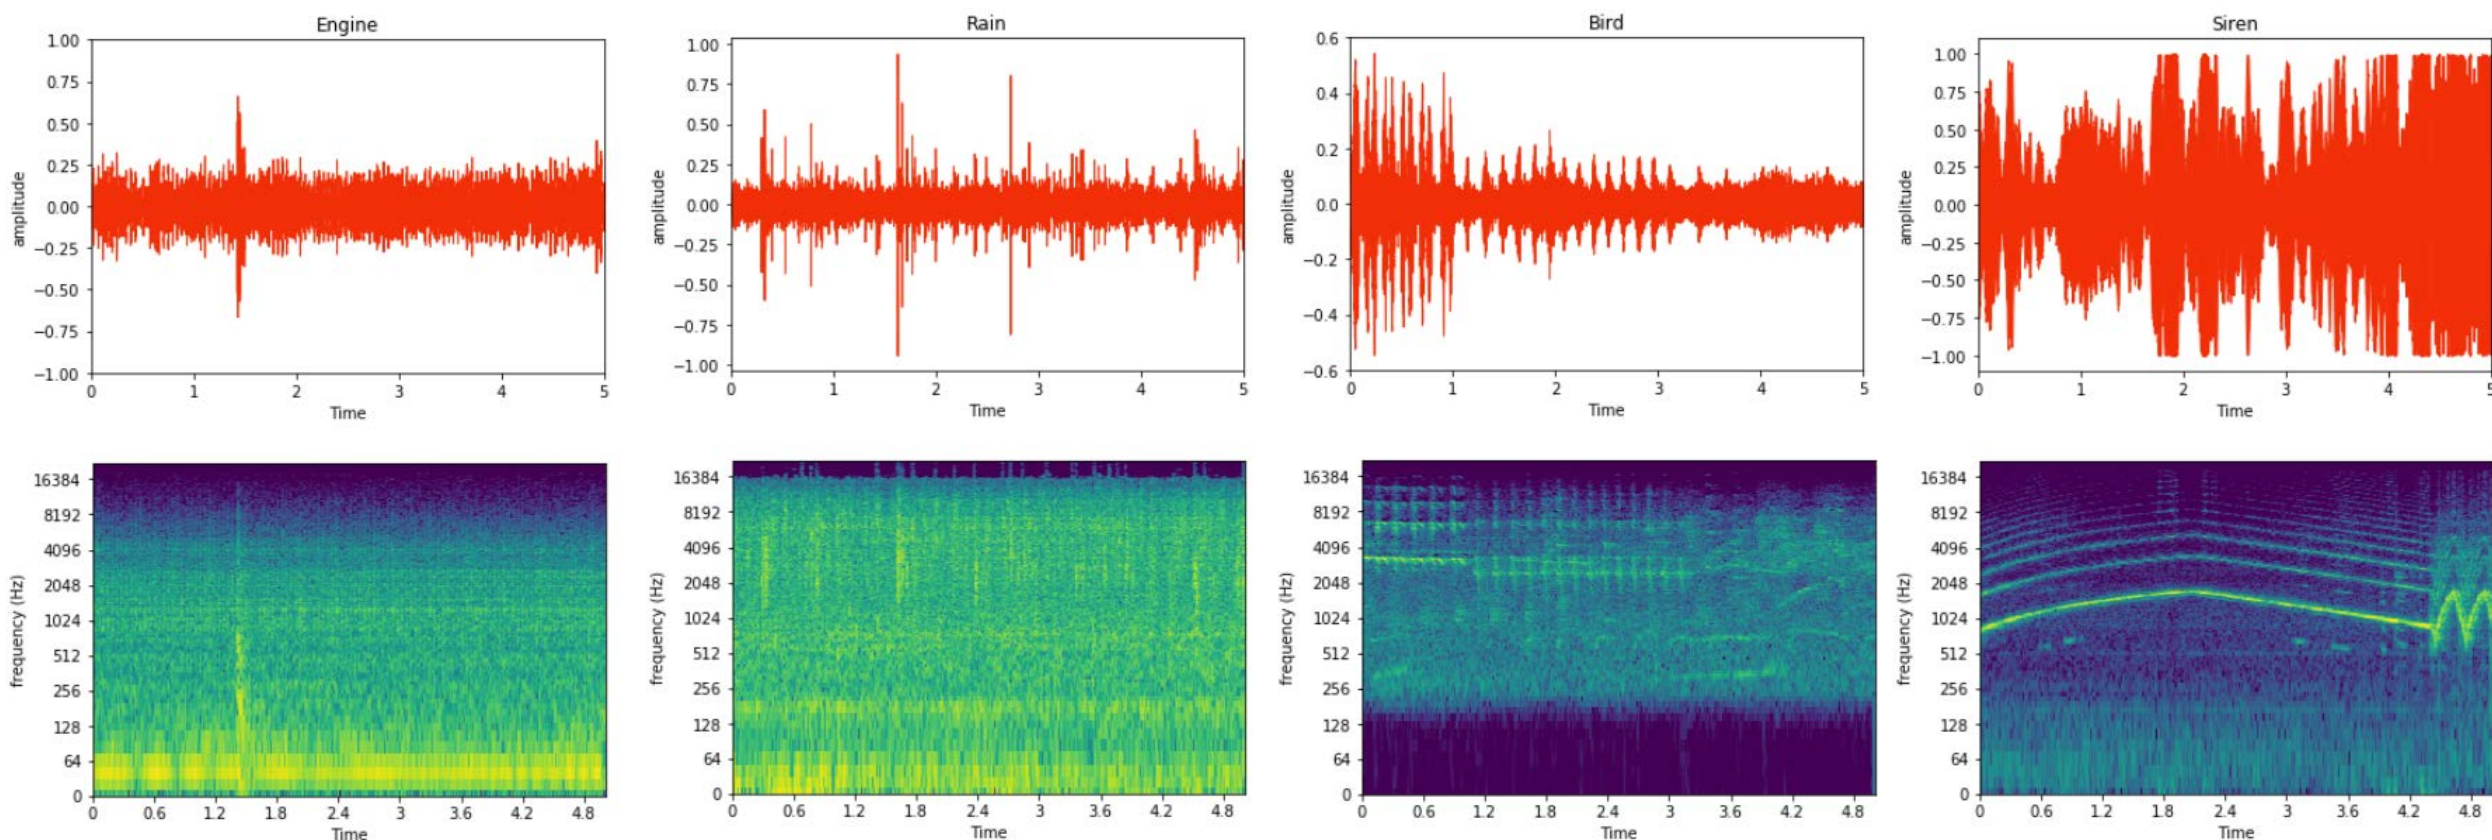 Engine
1.00
0.75
0.50
0.25
0.00
−0.25
−0.50
−0.75
−1.00
amplitude
0 1 2 3 4 5
Time
Rain
1.00
0.75
0.50
0.25
0.00
−0.25
−0.50
−0.75
−1.00
amplitude
0 1 2 3 4 5
Time
Bird
0.6
0.4
0.2
0.0
−0.2
−0.4
−0.6
amplitude
0 1 2 3 4 5
Time
Siren
1.00
0.75
0.50
0.25
0.00
−0.25
−0.50
−0.75
−1.00
amplitude
0 1 2 3 4 5
Time
16384
8192
4096
2048
1024
512
256
128
64
0
frequency (Hz)
0 0.6 1.2 1.8 2.4 3 3.6 4.2 4.8
Time
16384
8192
4096
2048
1024
512
256
128
64
0
frequency (Hz)
0 0.6 1.2 1.8 2.4 3 3.6 4.2 4.8
Time
16384
8192
4096
2048
1024
512
256
128
64
0
frequency (Hz)
0 0.6 1.2 1.8 2.4 3 3.6 4.2 4.8
Time
16384
8192
4096
2048
1024
512
256
128
64
0
frequency (Hz)
0 0.6 1.2 1.8 2.4 3 3.6 4.2 4.8
Time